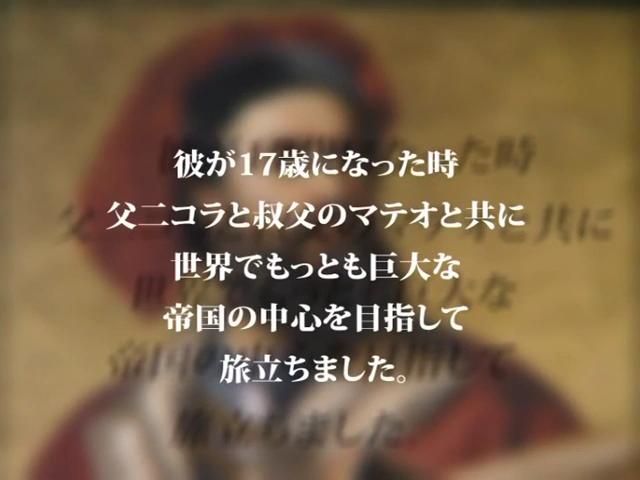 彼が17歳になった時
父ニコラと叔父のマテオと共に
世界でもっとも巨大な
帝国の中心を目指して
旅立ちました。